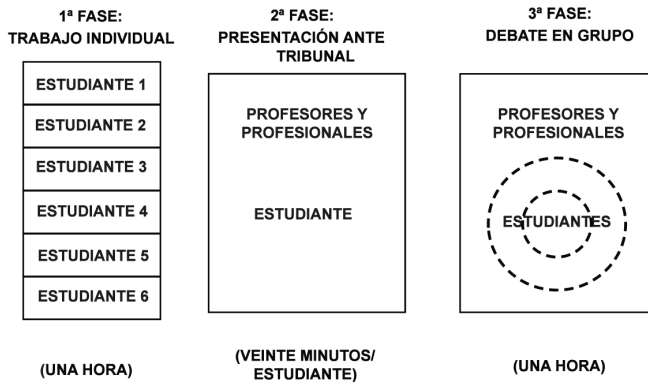 1ª FASE:
TRABAJO INDIVIDUAL
ESTUDIANTE 1
ESTUDIANTE 2
ESTUDIANTE 3
ESTUDIANTE 4
ESTUDIANTE 5
ESTUDIANTE 6
(UNA HORA)
2ª FASE:
PRESENTACIÓN ANTE
TRIBUNAL
PROFESORES Y
PROFESIONALES
ESTUDIANTE
(VEINTE MINUTOS/
ESTUDIANTE)
3ª FASE:
DEBATE EN GRUPO
PROFESORES Y
PROFESIONALES
ESTUDIANTES
(UNA HORA)